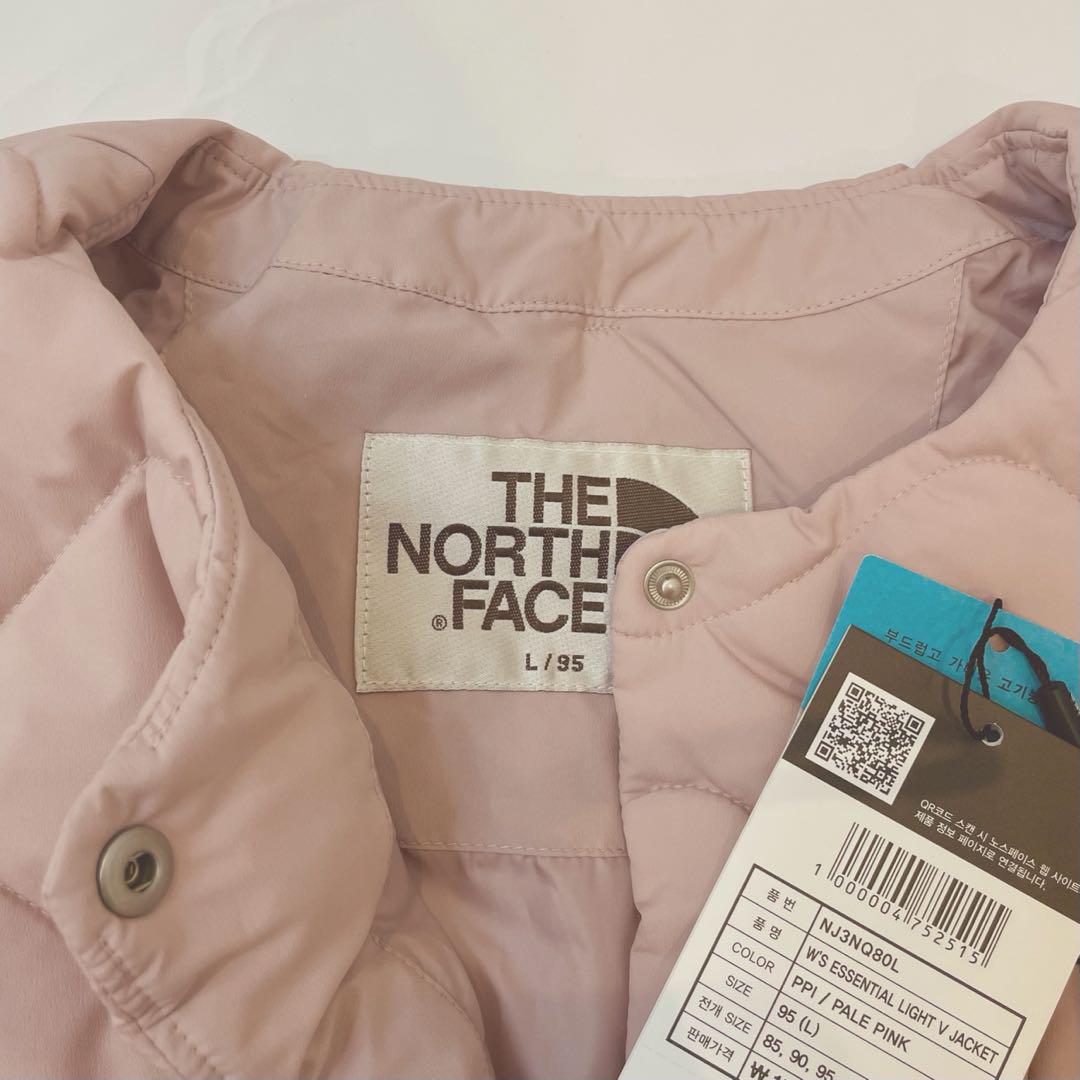 THE
NORTH
FACE
®
L / 95
부드럽고
QR코드 스캔 시 노스페이스 웹 사이트
제품 정보 페이지로 연결됩니다.
1 000004 752515
품 번 NJ3NQ80L
품 명 W'S ESSENTIAL LIGHT V JACKET
COLOR PPI / PALE PINK
SIZE 95 (L)
전개 SIZE 85, 90, 95
판매가격 ₩